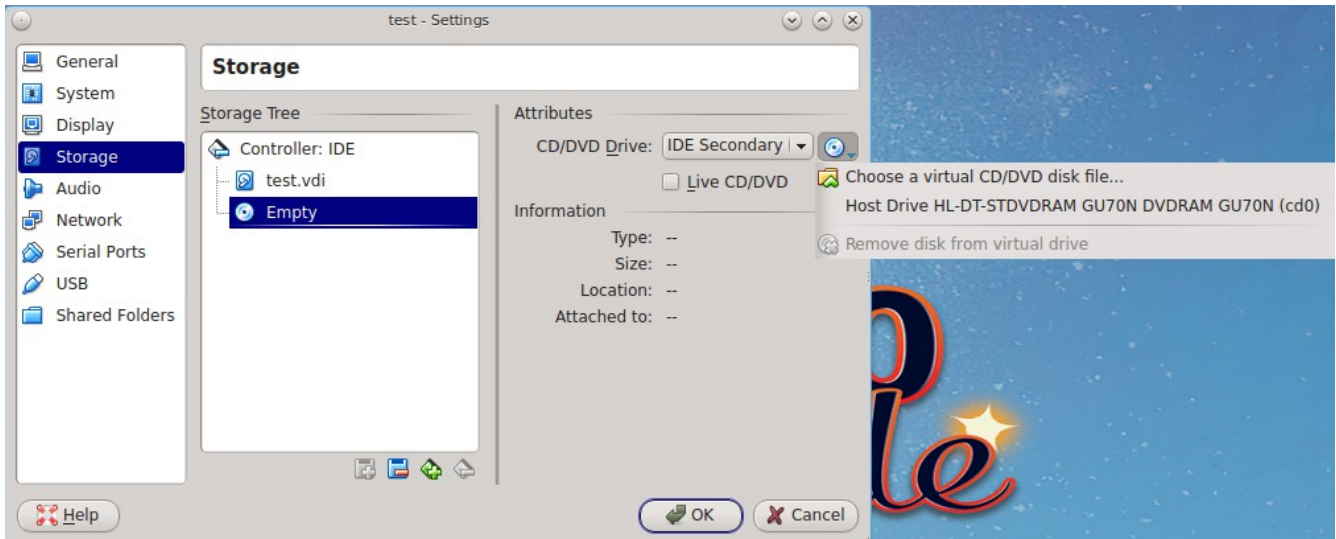 test - Settings
General
System
Display
Storage
Audio
Network
Serial Ports
USB
Shared Folders
Storage
Storage Tree
Controller: IDE
test.vdi
Empty
Attributes
CD/DVD Drive: IDE Secondary
Live CD/DVD
Information
Type: --
Size: --
Location: --
Attached to: --
Choose a virtual CD/DVD disk file...
Host Drive HL-DT-STDVDRAM GU70N DVDRAM GU70N (cd0)
Remove disk from virtual drive
Help
OK
Cancel